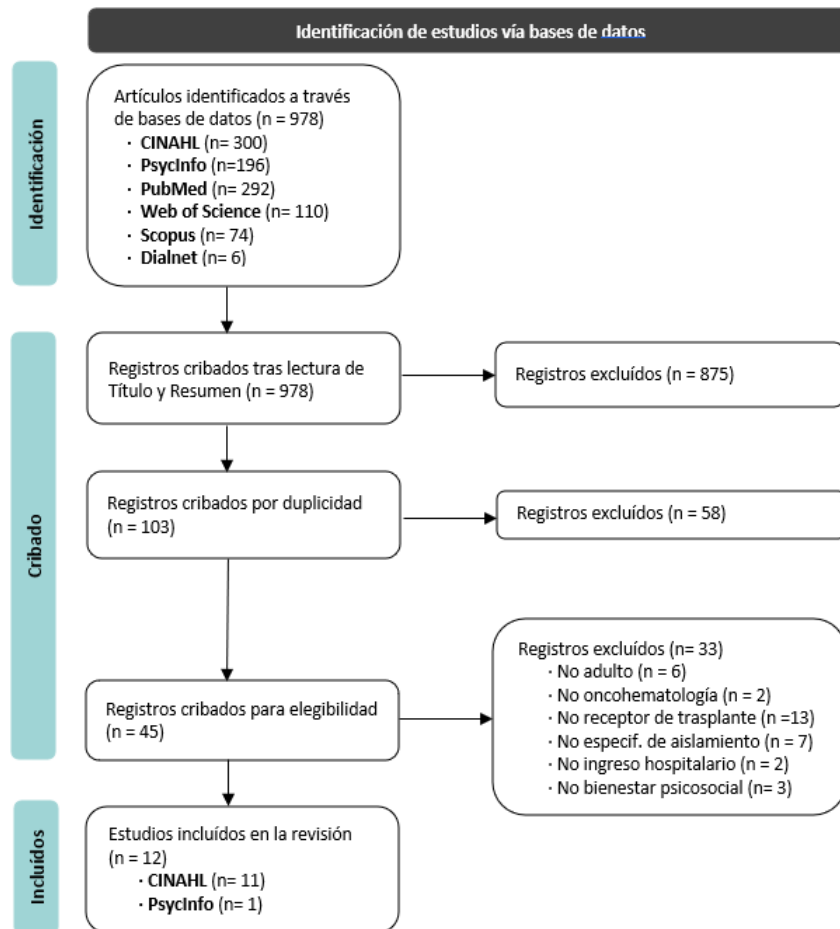 Identificación de estudios vía bases de datos
Identificación
Artículos identificados a través
de bases de datos (n = 978)
· CINAHL (n= 300)
· PsycInfo (n=196)
· PubMed (n= 292)
· Web of Science (n= 110)
· Scopus (n= 74)
· Dialnet (n= 6)
Cribado
Registros cribados tras lectura de
Título y Resumen (n = 978)
Registros excluídos (n = 875)
Registros cribados por duplicidad
(n = 103)
Registros excluídos (n = 58)
Registros cribados para elegibilidad
(n = 45)
Registros excluídos (n= 33)
· No adulto (n = 6)
· No oncohematología (n = 2)
· No receptor de trasplante (n =13)
· No especif. de aislamiento (n = 7)
· No ingreso hospitalario (n = 2)
· No bienestar psicosocial (n= 3)
Incluídos
Estudios incluídos en la revisión
(n = 12)
· CINAHL (n= 11)
· PsycInfo (n= 1)